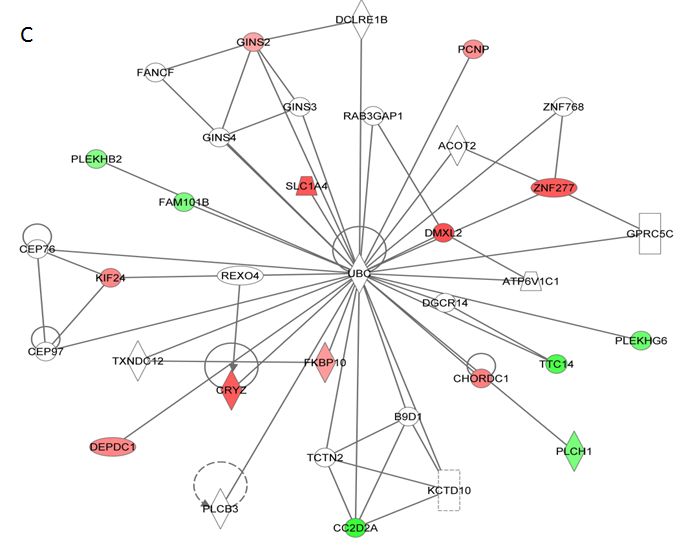 C
DCLRE1B
GINS2
PCNP
FANCF
GINS3
ZNF768
RAB3GAP1
GINS4
ACOT2
PLEKHB2
SLC1A4
ZNF277
FAM101B
DMXL2
GPRC5C
CEP76
UBC
KIF24
REXO4
ATP6V1C1
DGCR14
PLEKHG6
CEP97
TXNDC12
FKBP10
TTC14
CHORDC1
CRYZ
B9D1
DEPDC1
PLCH1
TCTN2
KCTD10
PLCB3
CC2D2A